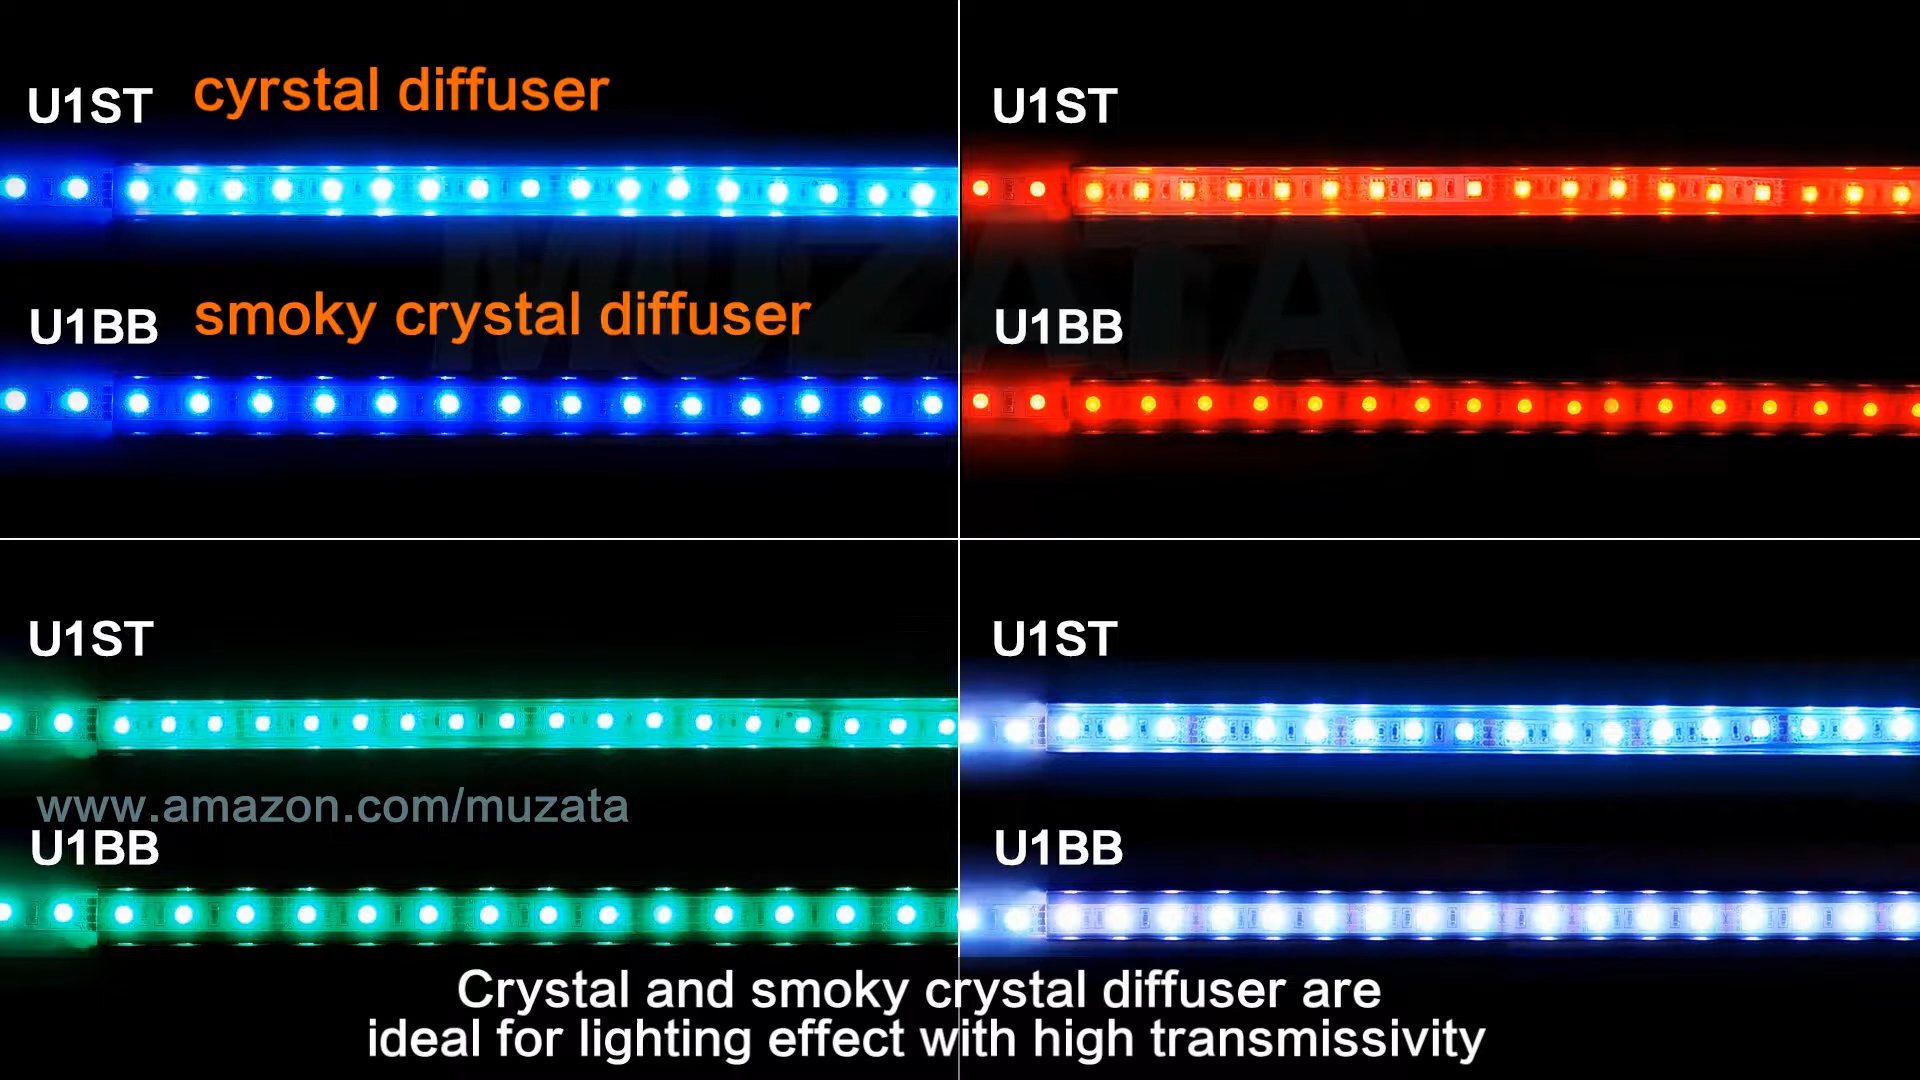 U1ST cyrstal diffuser
U1BB smoky crystal diffuser
U1ST
U1BB
MUZATA
U1ST
www.amazon.com/muzata
U1BB
U1ST
U1BB
Crystal and smoky crystal diffuser are
ideal for lighting effect with high transmissivity